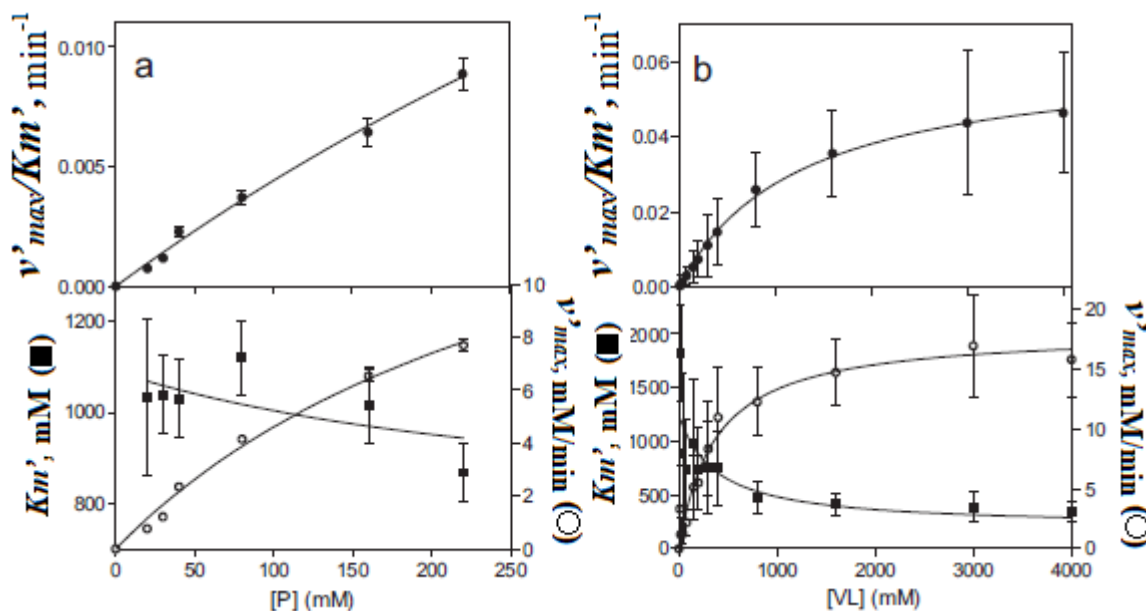 a
0.010
0.005
0.000
v'max/Km', min-1
b
0.06
0.04
0.02
0.00
v'max/Km', min-1
1200
1000
800
Km', mM (■)
10
8
6
4
2
0
v'max, mM/min (○)
0 50 100 150 200 250
[P] (mM)
2000
1500
1000
500
0
Km', mM (■)
20
15
10
5
0
v'max, mM/min (○)
0 1000 2000 3000 4000
[VL] (mM)